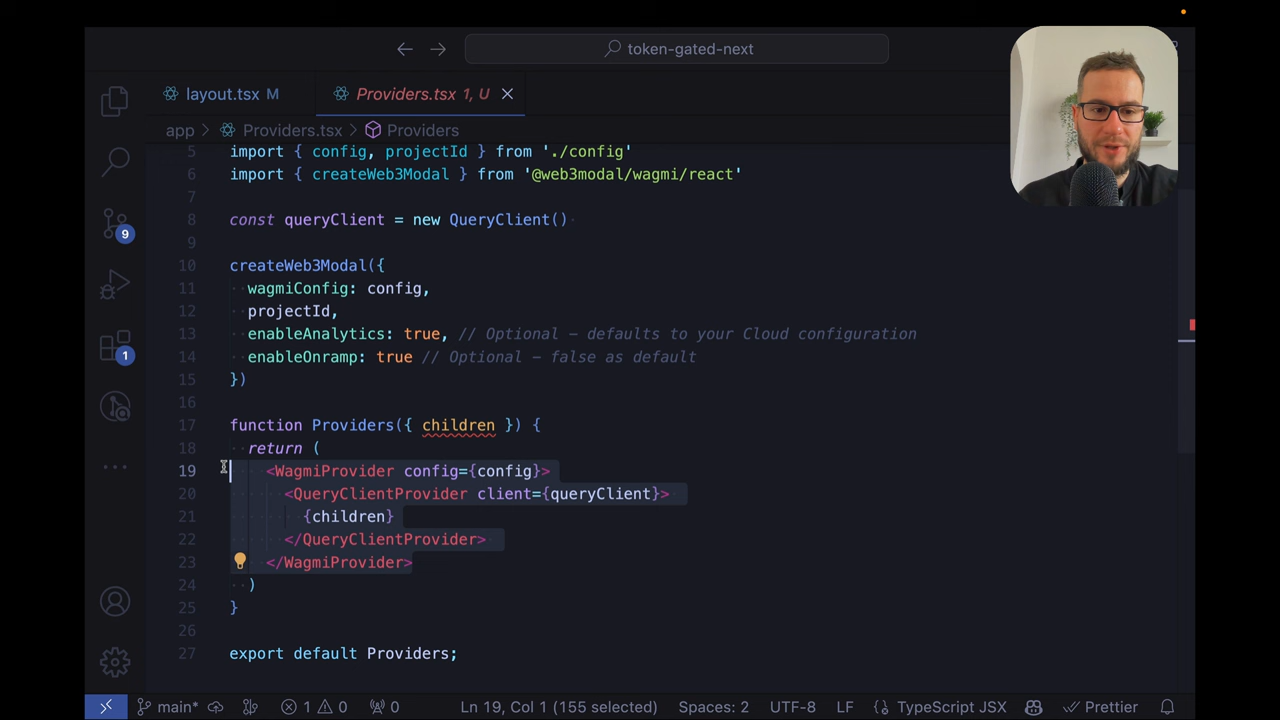 token-gated-next
layout.tsx M
Providers.tsx 1, U
app > Providers.tsx > Providers
5 import { config, projectId } from './config'
6 import { createWeb3Modal } from '@web3modal/wagmi/react'
7
8 const queryClient = new QueryClient()
9
10 createWeb3Modal({
11 wagmiConfig: config,
12 projectId,
13 enableAnalytics: true, // Optional – defaults to your Cloud configuration
14 enableOnramp: true // Optional – false as default
15 })
16
17 function Providers({ children }) {
18 return (
19 <WagmiProvider config={config}>
20 <QueryClientProvider client={queryClient}>
21 {children}
22 </QueryClientProvider>
23 </WagmiProvider>
24 )
25 }
26
27 export default Providers;
9
1
main* 1 0 0 Ln 19, Col 1 (155 selected) Spaces: 2 UTF-8 LF {} TypeScript JSX Prettier